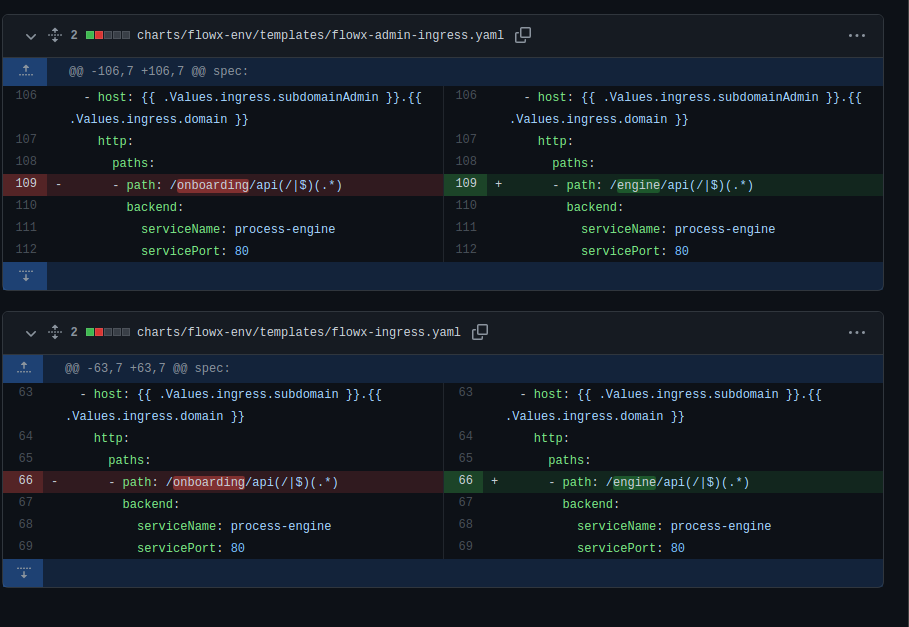 2 charts/flowx-env/templates/flowx-admin-ingress.yaml
@@ -106,7 +106,7 @@ spec:
106 - host: {{ .Values.ingress.subdomainAdmin }}.{{ 106 - host: {{ .Values.ingress.subdomainAdmin }}.{{
.Values.ingress.domain }} .Values.ingress.domain }}
107 http: 107 http:
108 paths: 108 paths:
109 - - path: /onboarding/api(/|$)(.*) 109 + - path: /engine/api(/|$)(.*)
110 backend: 110 backend:
111 serviceName: process-engine 111 serviceName: process-engine
112 servicePort: 80 112 servicePort: 80
2 charts/flowx-env/templates/flowx-ingress.yaml
@@ -63,7 +63,7 @@ spec:
63 - host: {{ .Values.ingress.subdomain }}.{{ 63 - host: {{ .Values.ingress.subdomain }}.{{
.Values.ingress.domain }} .Values.ingress.domain }}
64 http: 64 http:
65 paths: 65 paths:
66 - - path: /onboarding/api(/|$)(.*) 66 + - path: /engine/api(/|$)(.*)
67 backend: 67 backend:
68 serviceName: process-engine 68 serviceName: process-engine
69 servicePort: 80 69 servicePort: 80